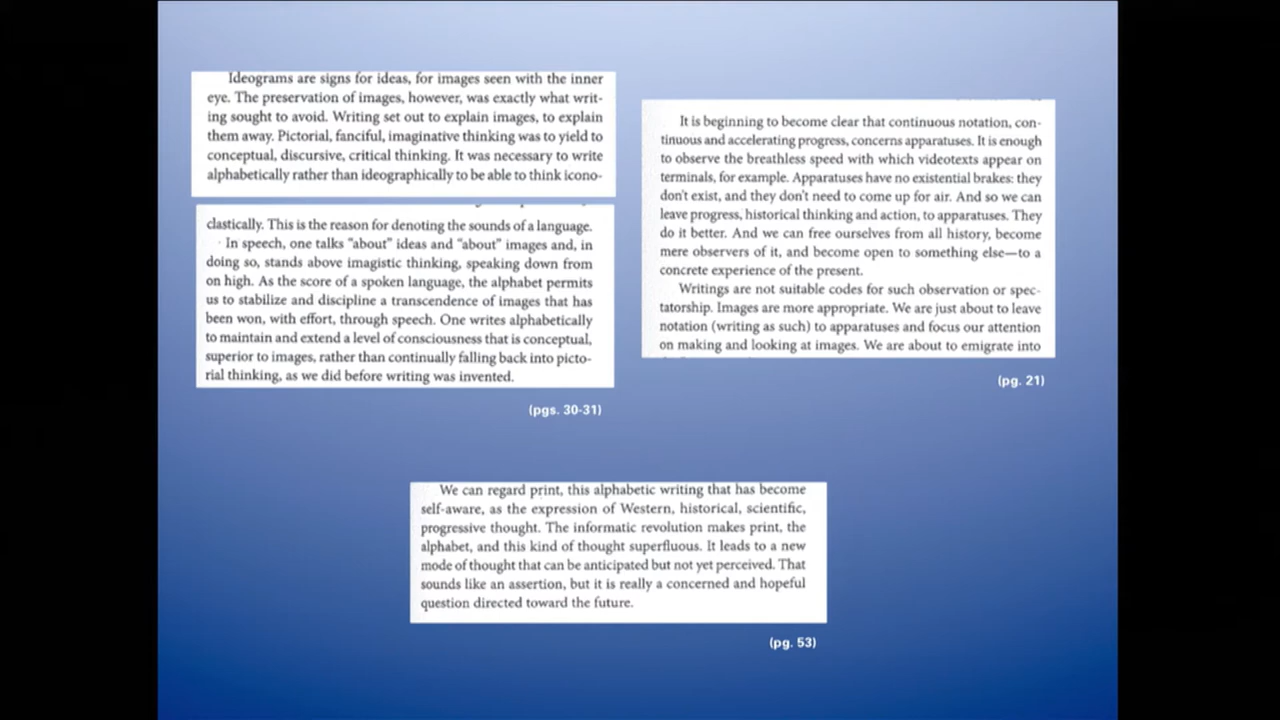 Ideograms are signs for ideas, for images seen with the inner
eye. The preservation of images, however, was exactly what writ-
ing sought to avoid. Writing set out to explain images, to explain
them away. Pictorial, fanciful, imaginative thinking was to yield to
conceptual, discursive, critical thinking. It was necessary to write
alphabetically rather than ideographically to be able to think icono-
clastically. This is the reason for denoting the sounds of a language.
In speech, one talks "about" ideas and "about" images and, in
doing so, stands above imagistic thinking, speaking down from
on high. As the score of a spoken language, the alphabet permits
us to stabilize and discipline a transcendence of images that has
been won, with effort, through speech. One writes alphabetically
to maintain and extend a level of consciousness that is conceptual,
superior to images, rather than continually falling back into picto-
rial thinking, as we did before writing was invented.
(pgs. 30-31)
It is beginning to become clear that continuous notation, con-
tinuous and accelerating progress, concerns apparatuses. It is enough
to observe the breathless speed with which videotexts appear on
terminals, for example. Apparatuses have no existential brakes: they
don't exist, and they don't need to come up for air. And so we can
leave progress, historical thinking and action, to apparatuses. They
do it better. And we can free ourselves from all history, become
mere observers of it, and become open to something else—to a
concrete experience of the present.
Writings are not suitable codes for such observation or spec-
tatorship. Images are more appropriate. We are just about to leave
notation (writing as such) to apparatuses and focus our attention
on making and looking at images. We are about to emigrate into
(pg. 21)
We can regard print, this alphabetic writing that has become
self-aware, as the expression of Western, historical, scientific,
progressive thought. The informatic revolution makes print, the
alphabet, and this kind of thought superfluous. It leads to a new
mode of thought that can be anticipated but not yet perceived. That
sounds like an assertion, but it is really a concerned and hopeful
question directed toward the future.
(pg. 53)